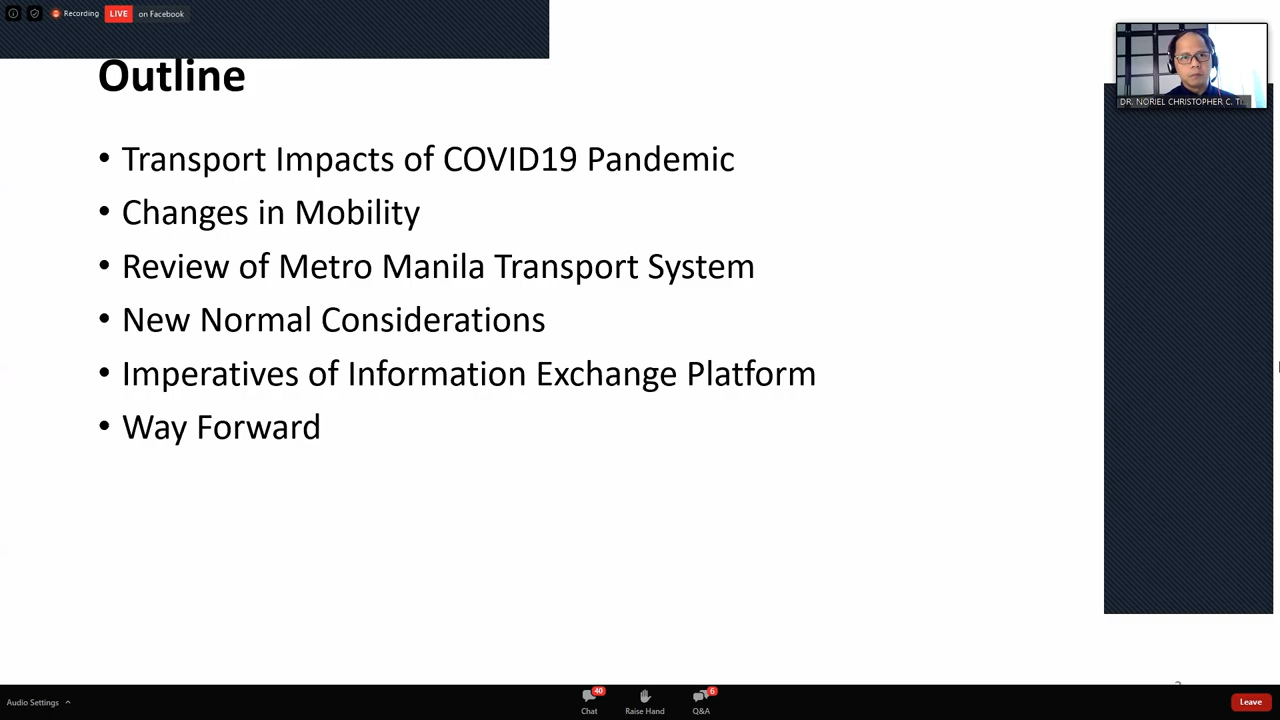 Recording LIVE on Facebook
Outline
DR. NORIEL CHRISTOPHER C. TI...
• Transport Impacts of COVID19 Pandemic
• Changes in Mobility
• Review of Metro Manila Transport System
• New Normal Considerations
• Imperatives of Information Exchange Platform
• Way Forward
Audio Settings
40
Chat
Raise Hand
6
Q&A
Leave